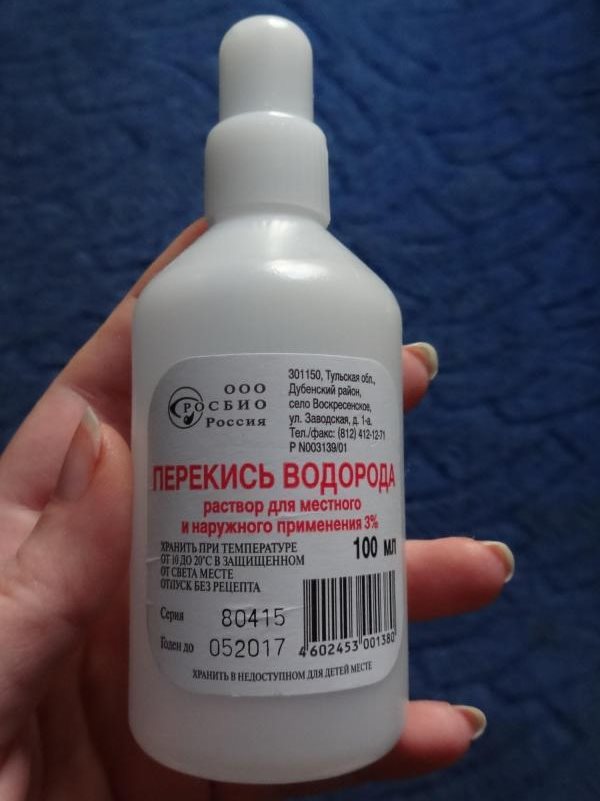 ООО
РОСБИО
Россия
301150, Тульская обл.,
Дубенский район,
село Воскресенское,
ул. Заводская, д. 1-а.
Тел./факс: (812) 412-12-71
Р N003139/01
ПЕРЕКИСЬ ВОДОРОДА
раствор для местного
и наружного применения 3%
100 мл
ХРАНИТЬ ПРИ ТЕМПЕРАТУРЕ
ОТ 10 ДО 20°С В ЗАЩИЩЕННОМ
ОТ СВЕТА МЕСТЕ
ОТПУСК БЕЗ РЕЦЕПТА
Серия 80415
Годен до 052017
4 602453 001380
ХРАНИТЬ В НЕДОСТУПНОМ ДЛЯ ДЕТЕЙ МЕСТЕ